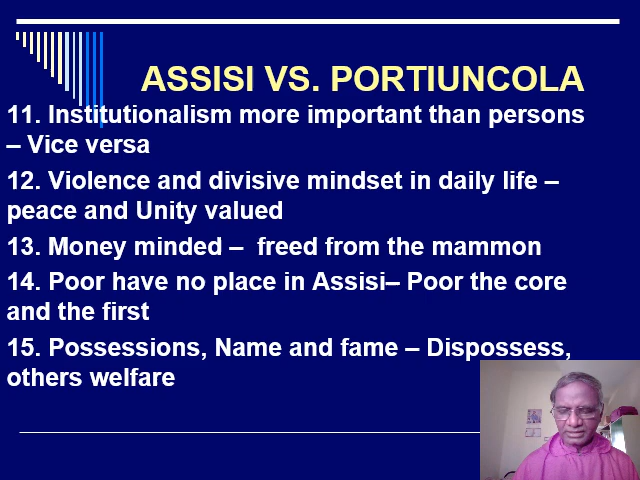 ASSISI VS. PORTIUNCOLA
11. Institutionalism more important than persons
– Vice versa
12. Violence and divisive mindset in daily life –
peace and Unity valued
13. Money minded –  freed from the mammon
14. Poor have no place in Assisi– Poor the core
and the first
15. Possessions, Name and fame – Dispossess,
others welfare